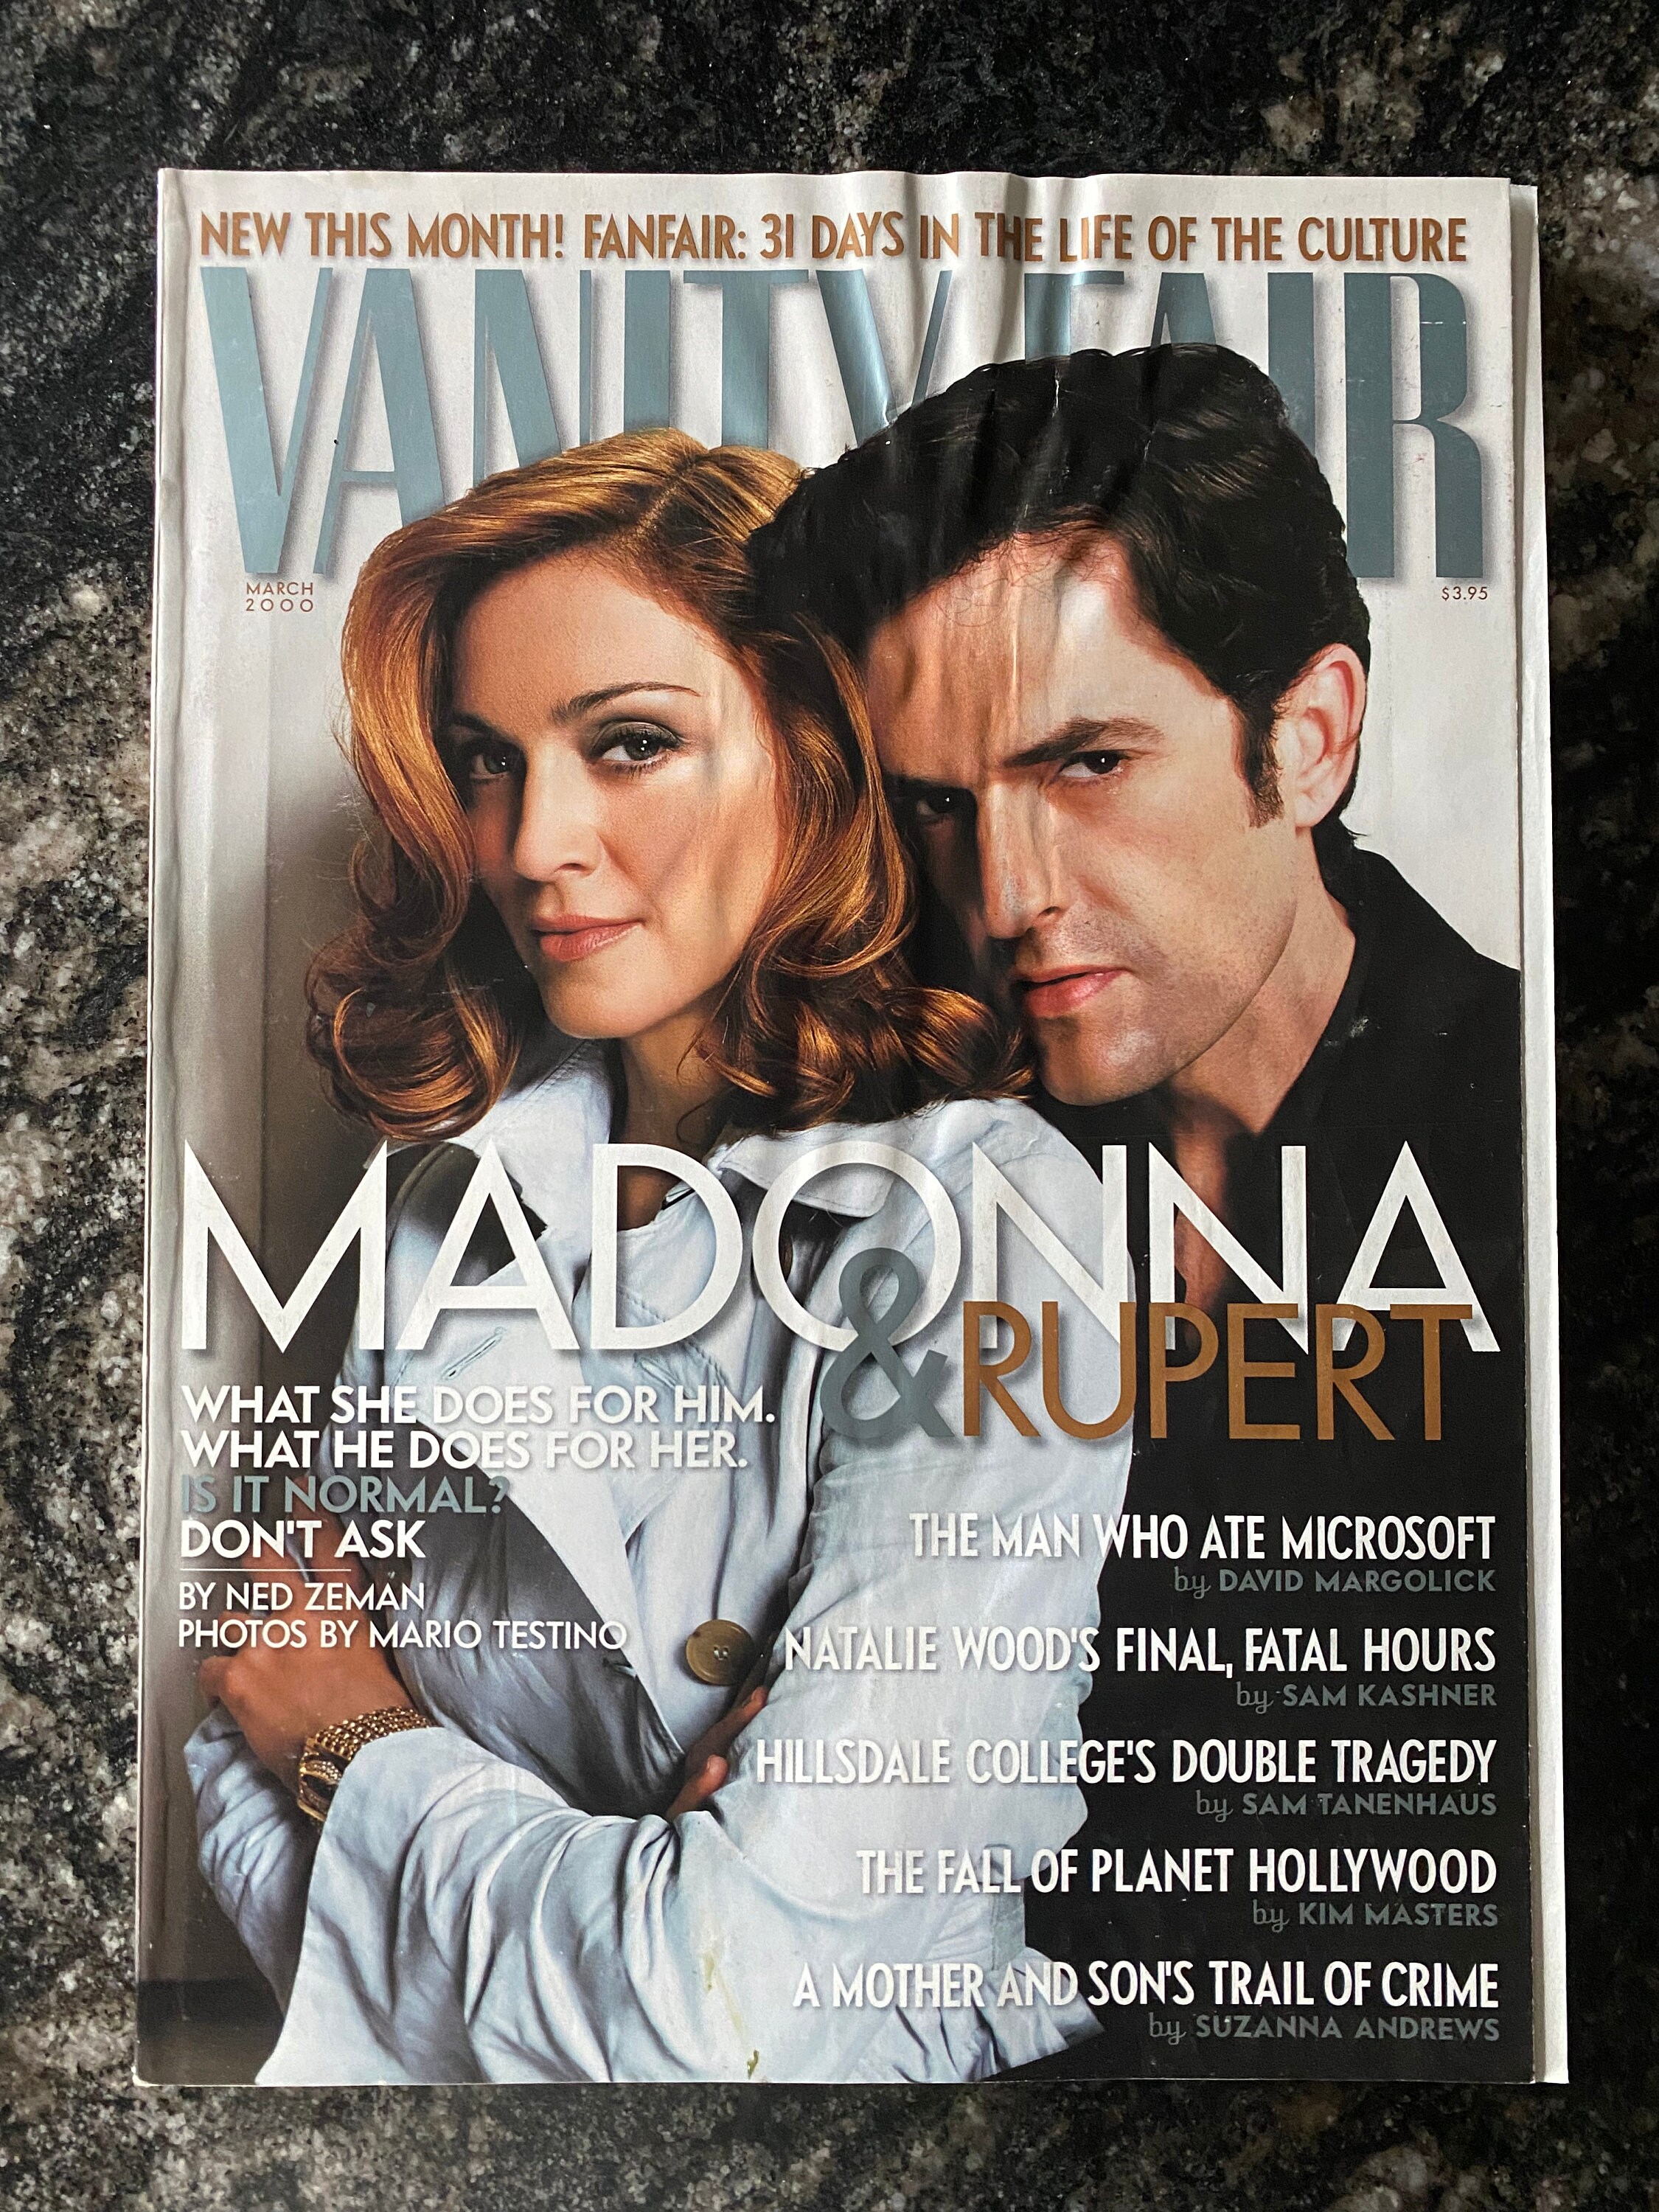 NEW THIS MONTH! FANFAIR: 31 DAYS IN THE LIFE OF THE CULTURE
VANITY FAIR
MARCH
2000
$3.95
MADONNA
& RUPERT
WHAT SHE DOES FOR HIM.
WHAT HE DOES FOR HER.
IS IT NORMAL?
DON'T ASK
BY NED ZEMAN
PHOTOS BY MARIO TESTINO
THE MAN WHO ATE MICROSOFT
by DAVID MARGOLICK
NATALIE WOOD'S FINAL, FATAL HOURS
by SAM KASHNER
HILLSDALE COLLEGE'S DOUBLE TRAGEDY
by SAM TANENHAUS
THE FALL OF PLANET HOLLYWOOD
by KIM MASTERS
A MOTHER AND SON'S TRAIL OF CRIME
by SUZANNA ANDREWS